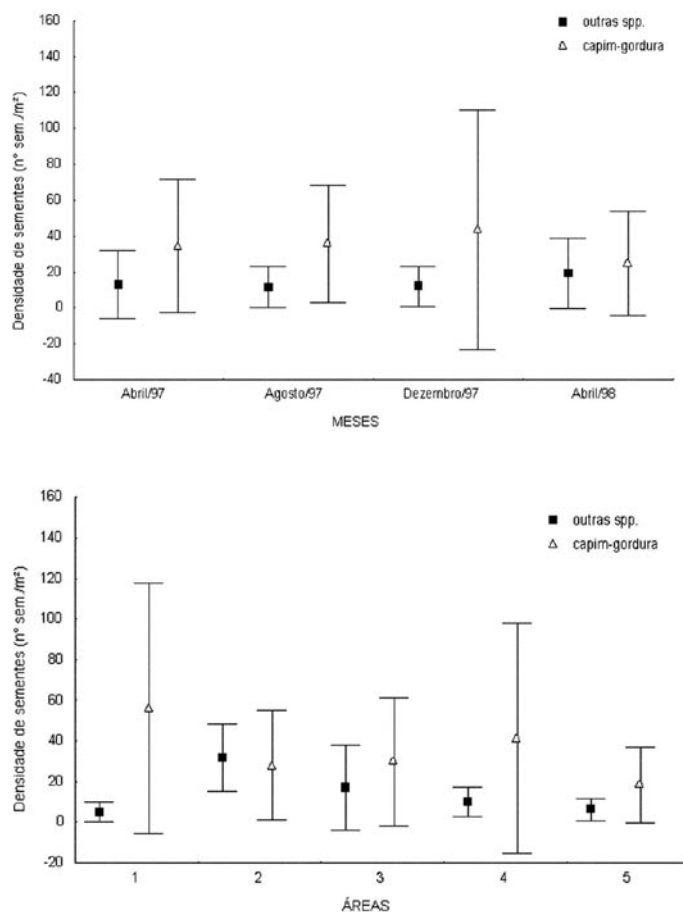 160
140
120
100
80
60
40
20
0
-20
-40
Densidade de sementes (n° sem./m²)
outras spp.
capim-gordura
Abril/97 Agosto/97 Dezembro/97 Abril/98
MESES
160
140
120
100
80
60
40
20
0
-20
Densidade de sementes (n° sem./m²)
outras spp.
capim-gordura
1 2 3 4 5
ÁREAS